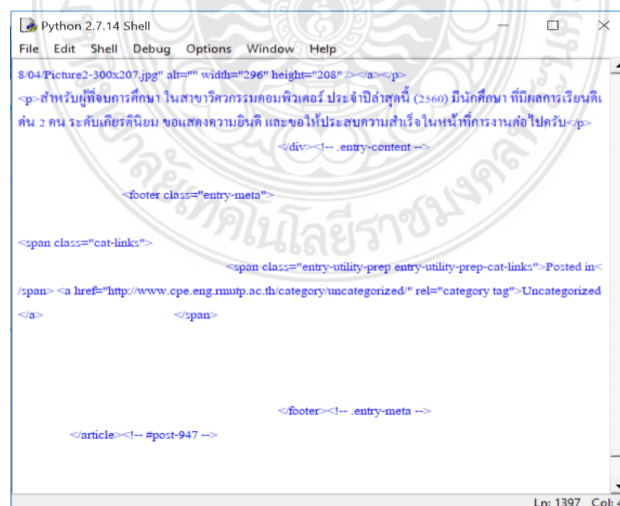 Python 2.7.14 Shell
File Edit Shell Debug Options Window Help
8/04/Picture2-300x207.jpg" alt="" width="296" height="208" /></a></p>
<p>สำหรับผู้ที่จบการศึกษา ในสาขาวิศวกรรมคอมพิวเตอร์ ประจำปีล่าสุดนี้ (2560) มีนักศึกษา ที่มีผลการเรียนดีเ
ด่น 2 คน ระดับเกียรตินิยม ขอแสดงความยินดี และขอให้ประสบความสำเร็จในหน้าที่การงานต่อไปครับ</p>
</div><!-- .entry-content -->
<footer class="entry-meta">
<span class="cat-links">
<span class="entry-utility-prep entry-utility-prep-cat-links">Posted in<
/span> <a href="http://www.cpe.eng.rmutp.ac.th/category/uncategorized/" rel="category tag">Uncategorized
</a> </span>
</footer><!-- .entry-meta -->
</article><!-- #post-947 -->
Ln: 1397 Col: 4